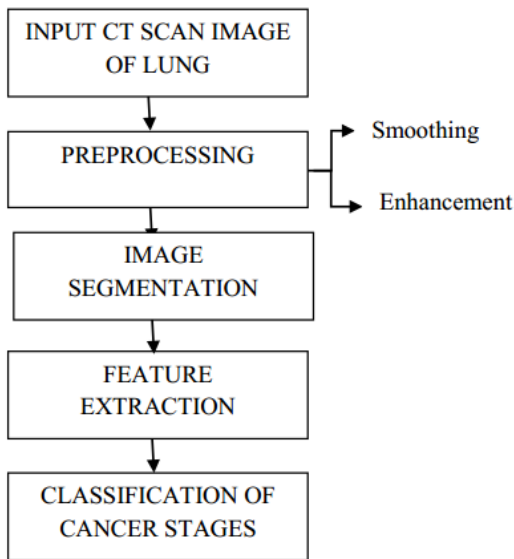 INPUT CT SCAN IMAGE
OF LUNG
PREPROCESSING
Smoothing
Enhancement
IMAGE
SEGMENTATION
FEATURE
EXTRACTION
CLASSIFICATION OF
CANCER STAGES